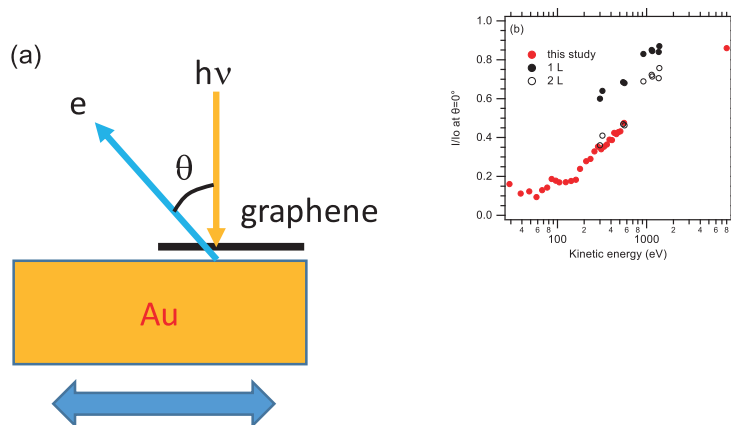 (a)
hν
e
θ
graphene
Au
(b)
this study
1 L
2 L
I/Io at θ=0°
1.0
0.8
0.6
0.4
0.2
0.0
4 6 8 100 2 4 6 8 1000 2 4 6 8
Kinetic energy (eV)